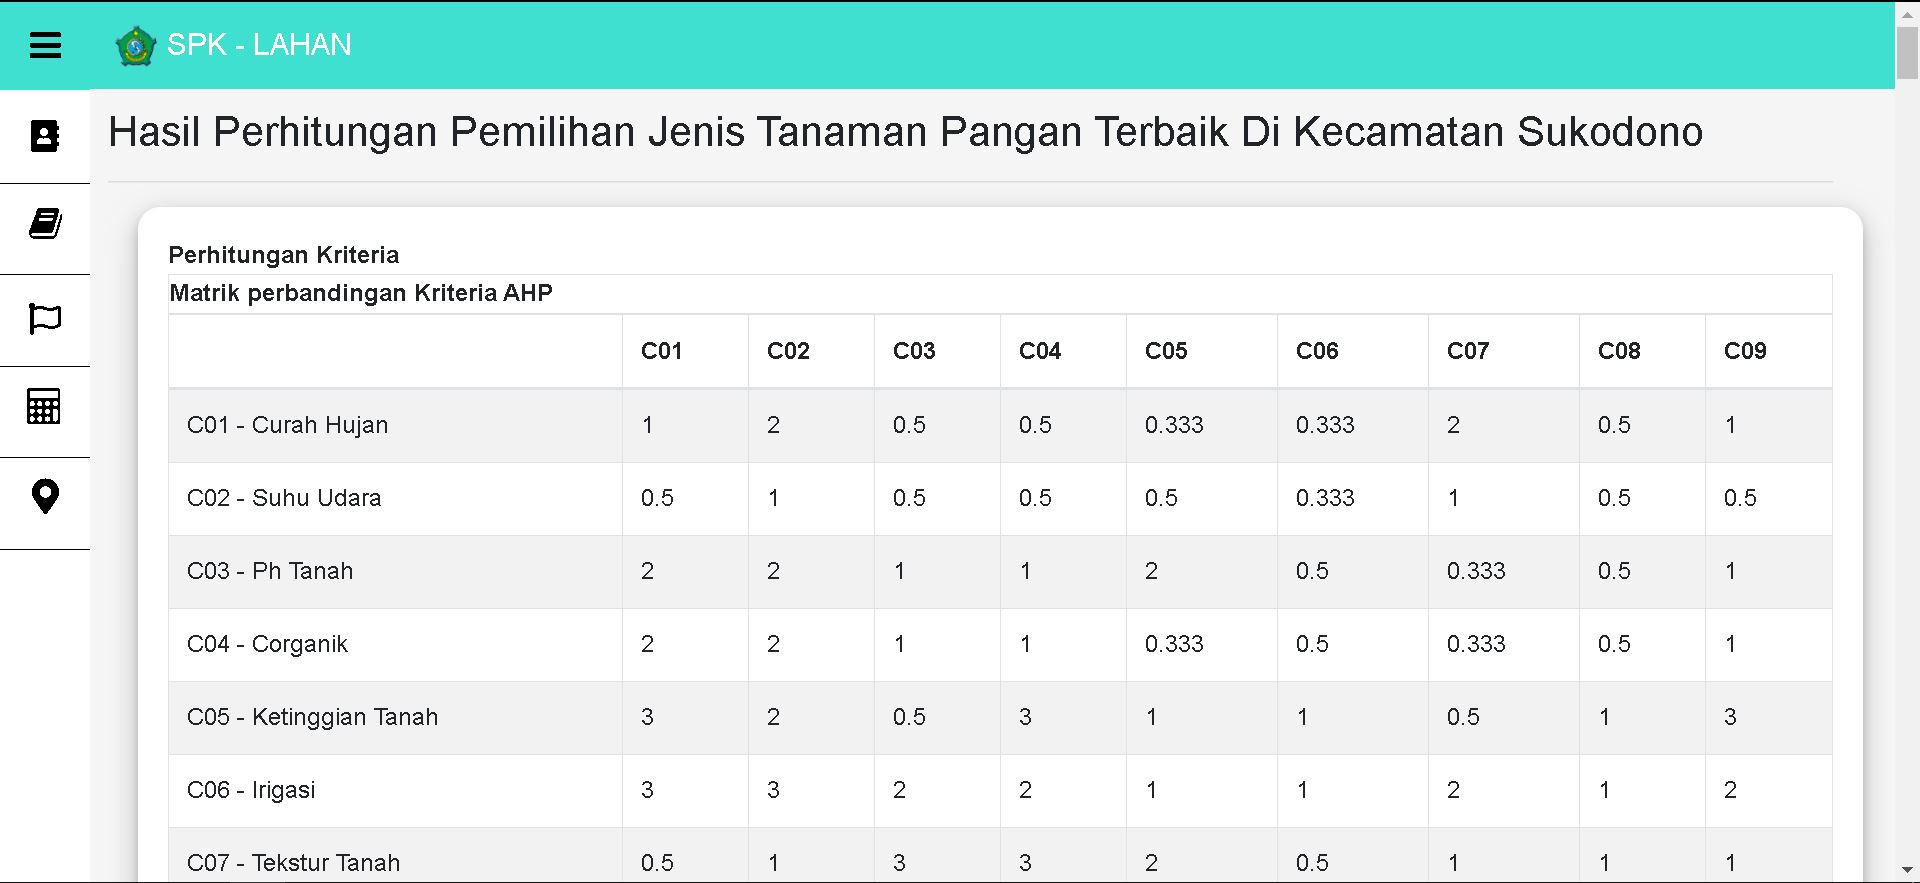 SPK - LAHAN
Hasil Perhitungan Pemilihan Jenis Tanaman Pangan Terbaik Di Kecamatan Sukodono
Perhitungan Kriteria
Matrik perbandingan Kriteria AHP
C01 C02 C03 C04 C05 C06 C07 C08 C09
C01 - Curah Hujan 1 2 0.5 0.5 0.333 0.333 2 0.5 1
C02 - Suhu Udara 0.5 1 0.5 0.5 0.5 0.333 1 0.5 0.5
C03 - Ph Tanah 2 2 1 1 2 0.5 0.333 0.5 1
C04 - Corganik 2 2 1 1 0.333 0.5 0.333 0.5 1
C05 - Ketinggian Tanah 3 2 0.5 3 1 1 0.5 1 3
C06 - Irigasi 3 3 2 2 1 1 2 1 2
C07 - Tekstur Tanah 0.5 1 3 3 2 0.5 1 1 1